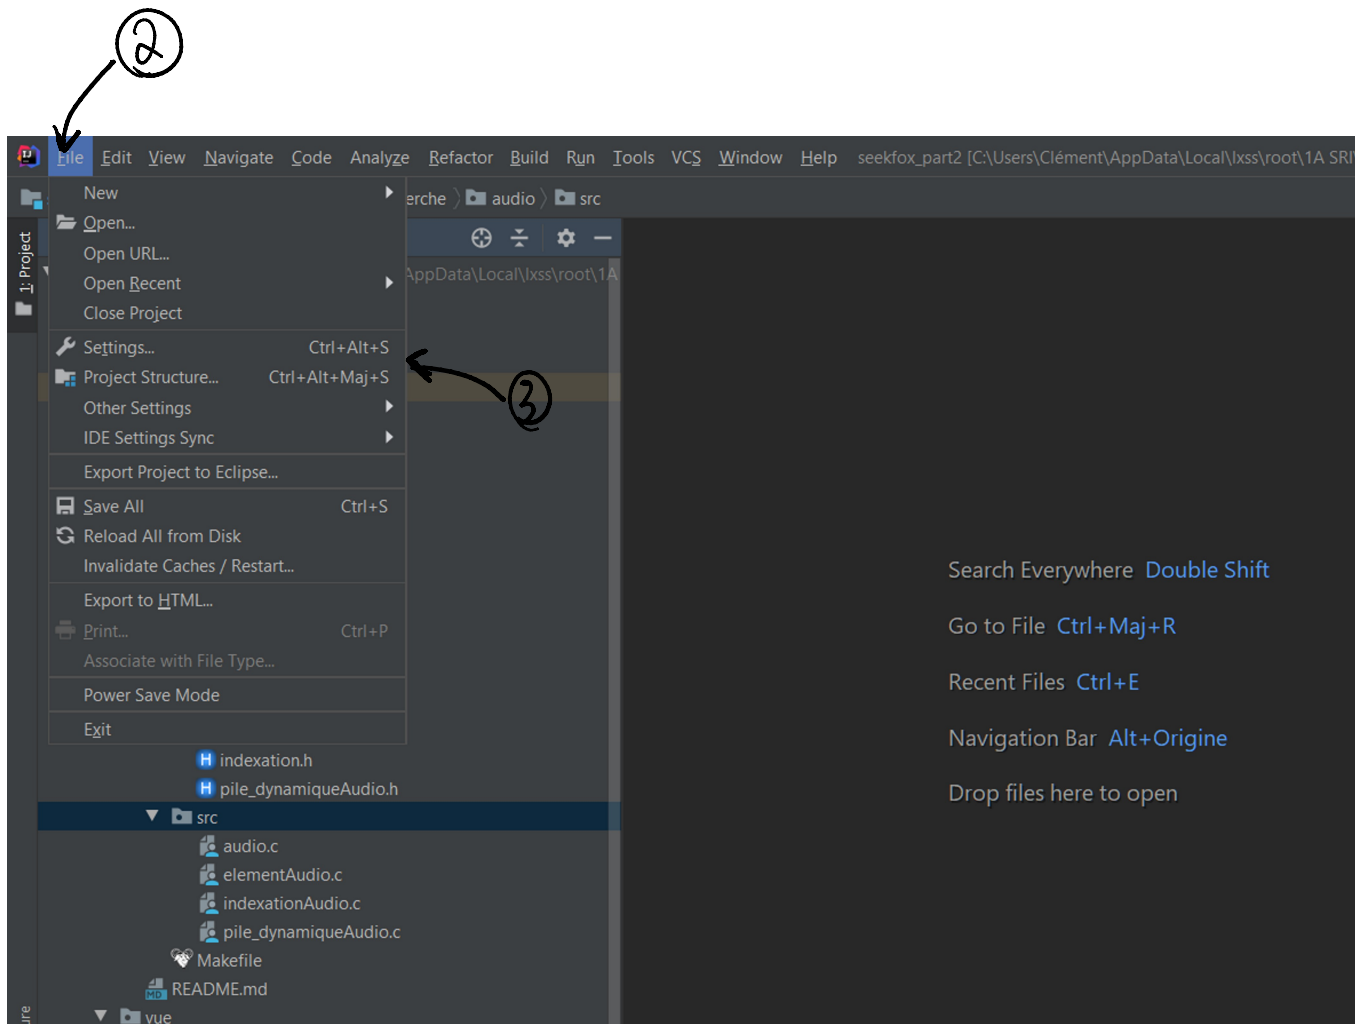 2
File Edit View Navigate Code Analyze Refactor Build Run Tools VCS Window Help seekfox_part2 [C:\Users\Clément\AppData\Local\lxss\root\1A SRI\
erche audio src
1: Project
AppData\Local\lxss\root\1A
New
Open...
Open URL...
Open Recent
Close Project
Settings... Ctrl+Alt+S
Project Structure... Ctrl+Alt+Maj+S
3
Other Settings
IDE Settings Sync
Export Project to Eclipse...
Save All Ctrl+S
Reload All from Disk
Invalidate Caches / Restart...
Export to HTML...
Print... Ctrl+P
Associate with File Type...
Power Save Mode
Exit
indexation.h
pile_dynamiqueAudio.h
src
audio.c
elementAudio.c
indexationAudio.c
pile_dynamiqueAudio.c
Makefile
MD README.md
vue
Search Everywhere Double Shift
Go to File Ctrl+Maj+R
Recent Files Ctrl+E
Navigation Bar Alt+Origine
Drop files here to open